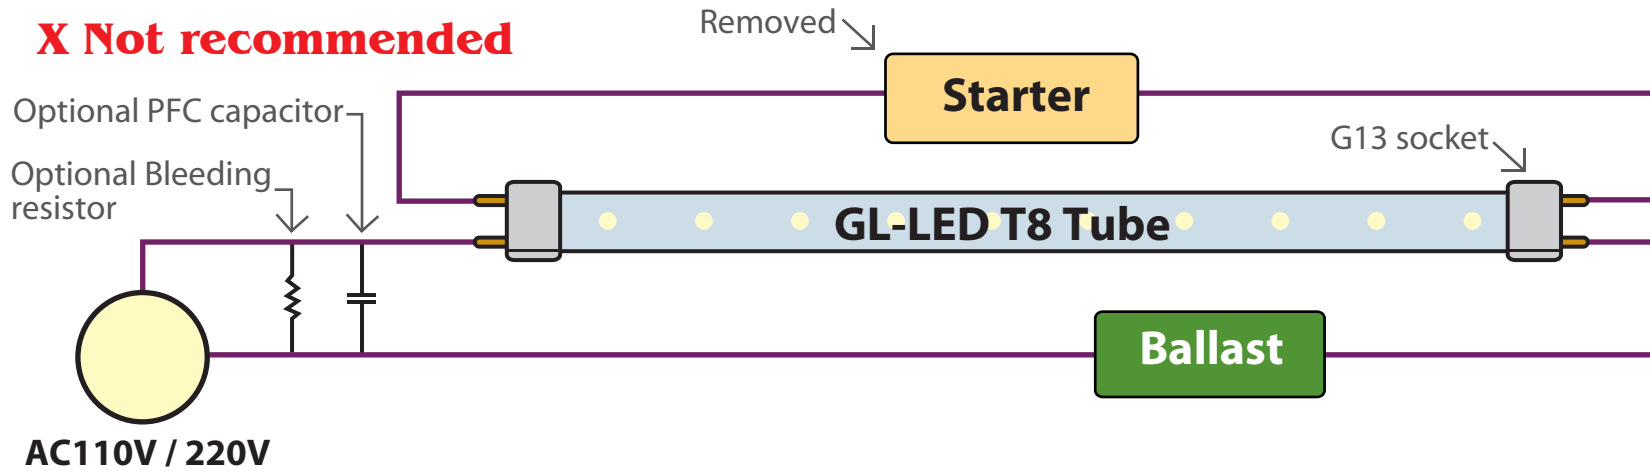 X Not recommended
Removed
Starter
Optional PFC capacitor
G13 socket
Optional Bleeding
resistor
GL-LED T8 Tube
Ballast
AC110V / 220V